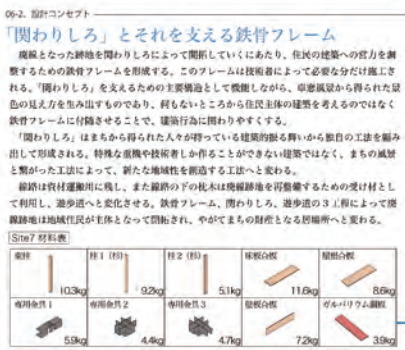 06-2. 設計コンセプト
「関わりしろ」とそれを支える鉄骨フレーム
廃線となった跡地を関わりしろによって開拓していくにあたり、住民の建築への労力を調
整するための鉄骨フレームを形成する。このフレームは技術者によって必要な分だけ施工さ
れる。「関わりしろ」を支えるための主要構造として機能しながら、車窓風景から得られた景
色の見え方を生み出すものであり、何もないところから住民主体の建築を考えるのではなく
鉄骨フレームに付随させることで、建築行為に関わりやすくする。
「関わりしろ」はまちから得られた人々が持っている建築的振る舞いから独自の工法を編み
出して形成される。特殊な重機や技術者しか作ることができない建築ではなく、まちの風景
と繋がった工法によって、新たな地域性を創造する工法へと変わる。
線路は資材運搬用に残し、また線路の下の枕木は廃線跡地を再整備するための受け材とし
て利用し、遊歩道へと変化させる。鉄骨フレーム、関わりしろ、遊歩道の3工程によって廃
線跡地は地域住民が主体となって開拓され、やがてまちの財産となる居場所へと変わる。
Site7 材料表
束柱 柱1(杉) 柱2(杉) 床板合板 屋根合板
10.3kg 9.2kg 5.1kg 11.6kg 8.6kg
専用金具1 専用金具2 専用金具3 壁板合板 ガルバリウム鋼板
5.9kg 4.4kg 4.7kg 7.2kg 3.9kg